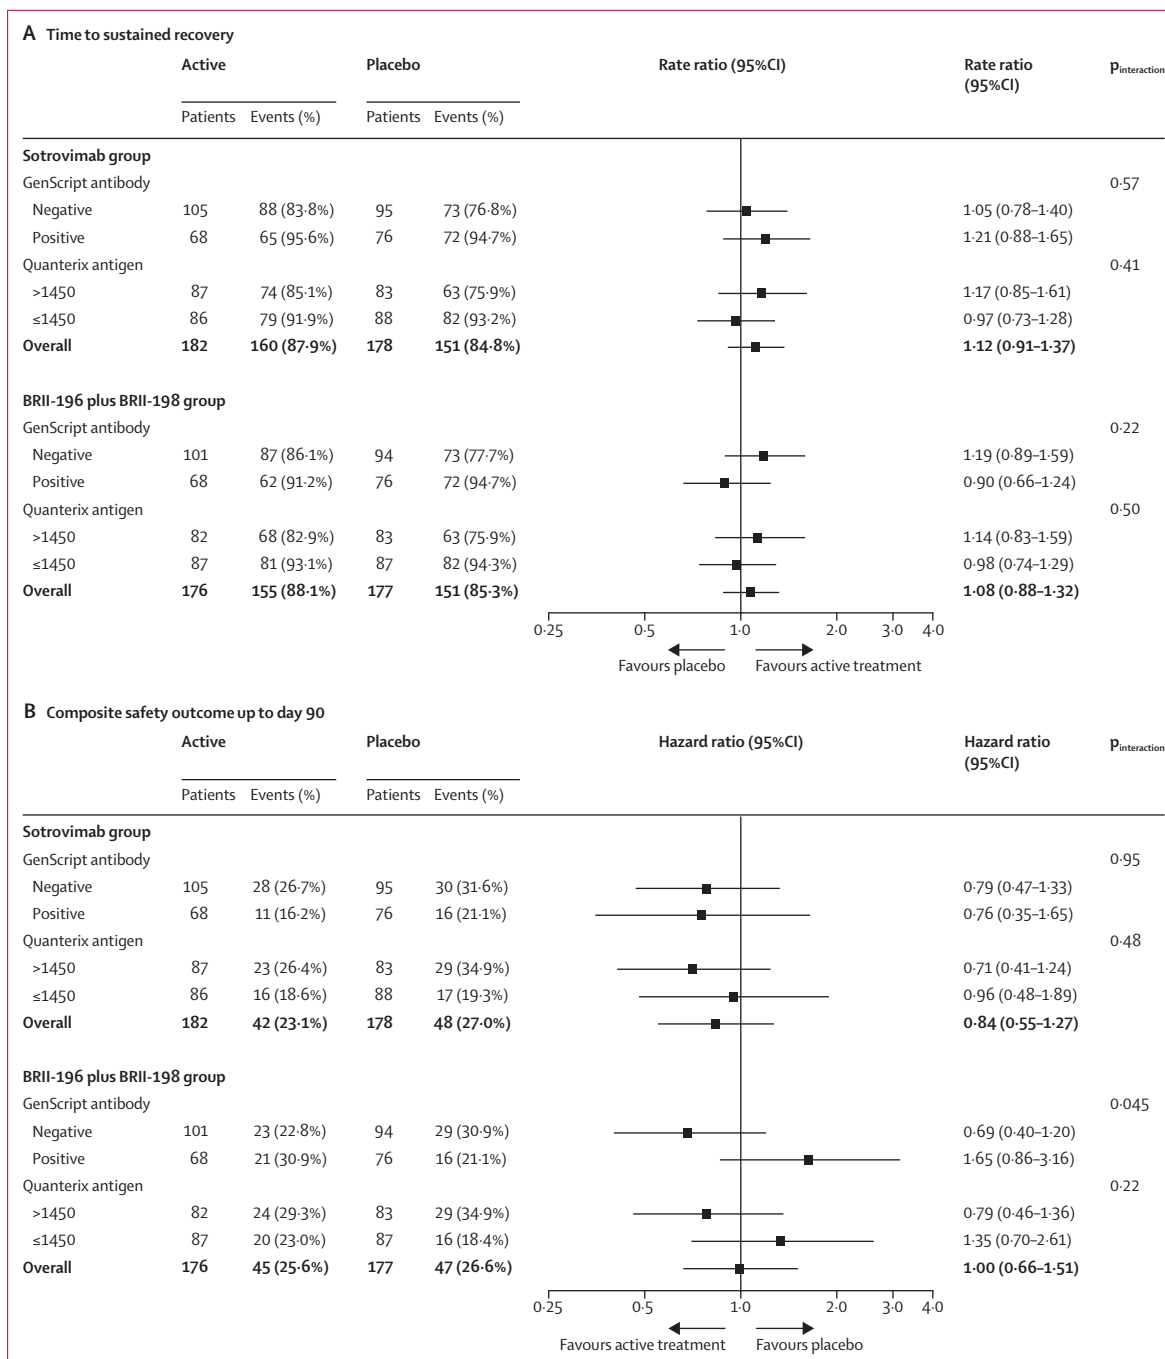 A Time to sustained recovery
Active Placebo Rate ratio (95%CI) Rate ratio (95%CI) pinteraction
Patients Events (%) Patients Events (%)
Sotrovimab group
GenScript antibody 0·57
Negative 105 88 (83·8%) 95 73 (76·8%) 1·05 (0·78–1·40)
Positive 68 65 (95·6%) 76 72 (94·7%) 1·21 (0·88–1·65)
Quanterix antigen 0·41
>1450 87 74 (85·1%) 83 63 (75·9%) 1·17 (0·85–1·61)
≤1450 86 79 (91·9%) 88 82 (93·2%) 0·97 (0·73–1·28)
Overall 182 160 (87·9%) 178 151 (84·8%) 1·12 (0·91–1·37)
BRII-196 plus BRII-198 group
GenScript antibody 0·22
Negative 101 87 (86·1%) 94 73 (77·7%) 1·19 (0·89–1·59)
Positive 68 62 (91·2%) 76 72 (94·7%) 0·90 (0·66–1·24)
Quanterix antigen 0·50
>1450 82 68 (82·9%) 83 63 (75·9%) 1·14 (0·83–1·59)
≤1450 87 81 (93·1%) 87 82 (94·3%) 0·98 (0·74–1·29)
Overall 176 155 (88·1%) 177 151 (85·3%) 1·08 (0·88–1·32)
0·25 0·5 1·0 2·0 3·0 4·0
Favours placebo Favours active treatment
B Composite safety outcome up to day 90
Active Placebo Hazard ratio (95%CI) Hazard ratio (95%CI) pinteraction
Patients Events (%) Patients Events (%)
Sotrovimab group
GenScript antibody 0·95
Negative 105 28 (26·7%) 95 30 (31·6%) 0·79 (0·47–1·33)
Positive 68 11 (16·2%) 76 16 (21·1%) 0·76 (0·35–1·65)
Quanterix antigen 0·48
>1450 87 23 (26·4%) 83 29 (34·9%) 0·71 (0·41–1·24)
≤1450 86 16 (18·6%) 88 17 (19·3%) 0·96 (0·48–1·89)
Overall 182 42 (23·1%) 178 48 (27·0%) 0·84 (0·55–1·27)
BRII-196 plus BRII-198 group
GenScript antibody 0·045
Negative 101 23 (22·8%) 94 29 (30·9%) 0·69 (0·40–1·20)
Positive 68 21 (30·9%) 76 16 (21·1%) 1·65 (0·86–3·16)
Quanterix antigen 0·22
>1450 82 24 (29·3%) 83 29 (34·9%) 0·79 (0·46–1·36)
≤1450 87 20 (23·0%) 87 16 (18·4%) 1·35 (0·70–2·61)
Overall 176 45 (25·6%) 177 47 (26·6%) 1·00 (0·66–1·51)
0·25 0·5 1·0 2·0 3·0 4·0
Favours active treatment Favours placebo